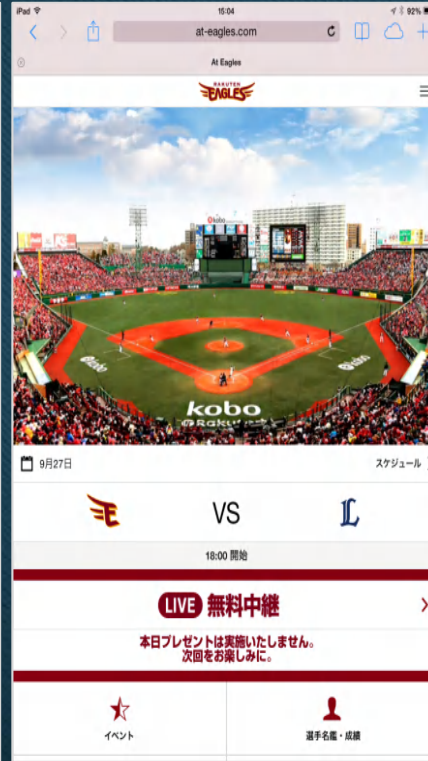 iPad
15:04
92%
at-eagles.com
At Eagles
RAKUTEN
EAGLES
kobo
kobo
kobo
kobo
@Rakuten
9月27日
スケジュール
E
VS
L
18:00 開始
LIVE 無料中継
本日プレゼントは実施いたしません。
次回をお楽しみに。
イベント
選手名鑑・成績